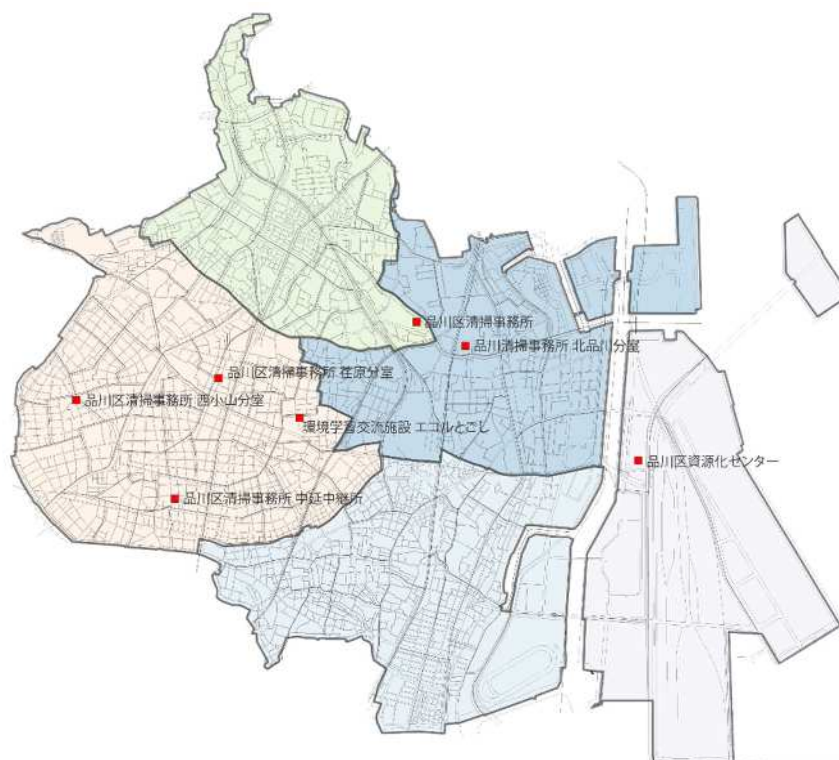 品川区清掃事務所
品川清掃事務所 北品川分室
品川区清掃事務所 荏原分室
品川区清掃事務所 西小山分室
環境学習交流施設 エコルとごし
品川区資源化センター
品川区清掃事務所 中延中継所